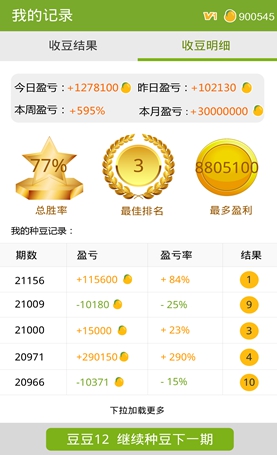 我的记录 V1 900545
收豆结果 收豆明细
今日盈亏：+1278100 昨日盈亏：+102130
本周盈亏：+595% 本月盈亏：+30000000
77% 3 8805100
总胜率 最佳排名 最多盈利
我的种豆记录：
期数 盈亏 盈亏率 结果
21156 +115600 + 84% 1
21009 -10180 - 25% 9
21000 +15000 + 23% 3
20971 +290150 + 290% 4
20966 -10371 - 15% 10
下拉加载更多
豆豆12 继续种豆下一期